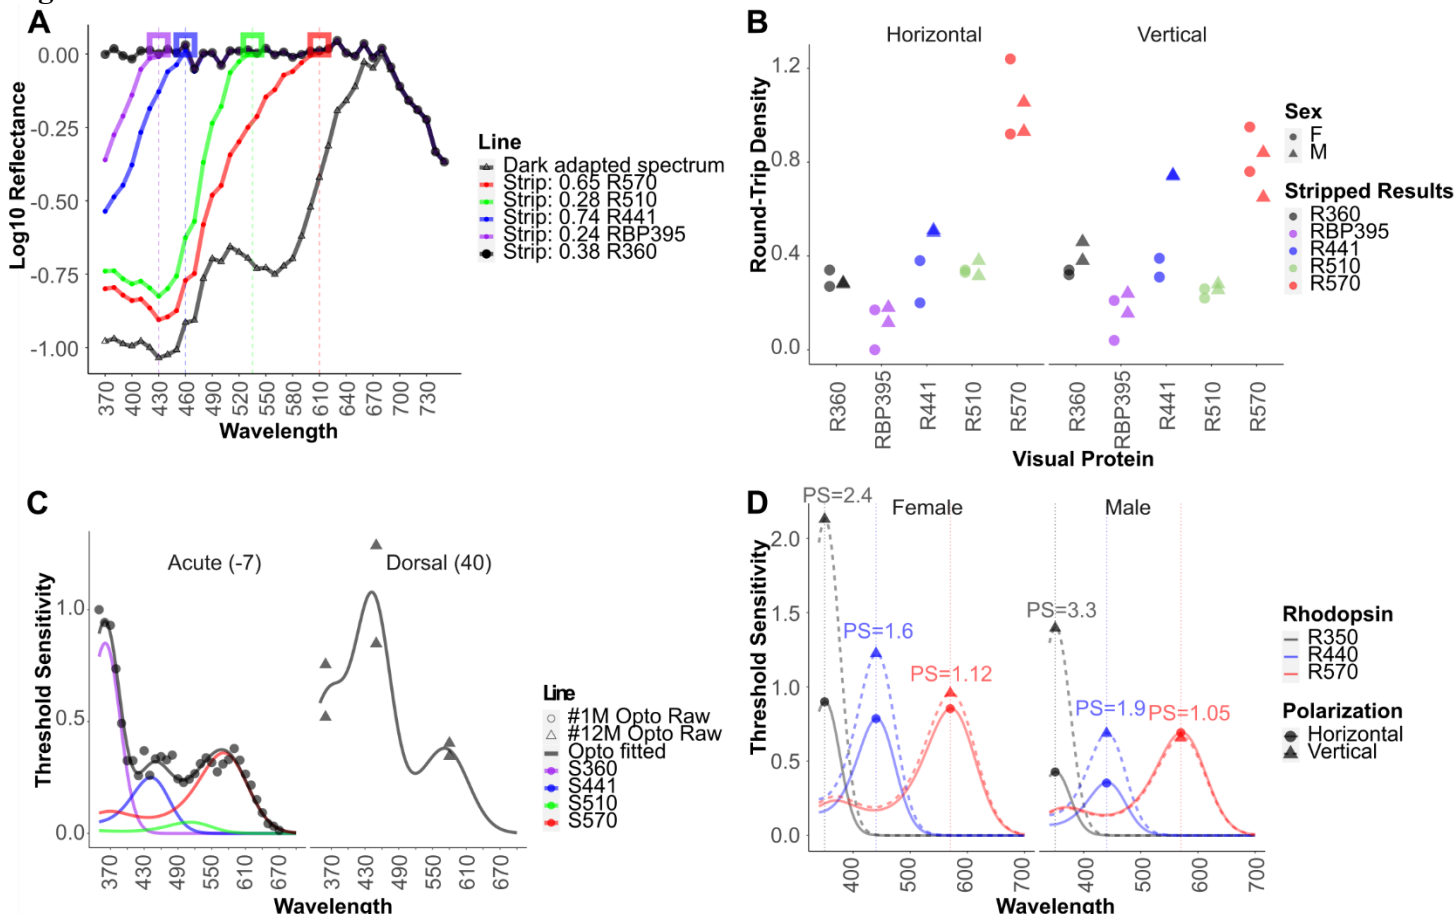 A
Log10 Reflectance
0.00
-0.25
-0.50
-0.75
-1.00
370
400
430
460
490
520
550
580
610
640
670
700
730
Wavelength
Line
Dark adapted spectrum
Strip: 0.65 R570
Strip: 0.28 R510
Strip: 0.74 R441
Strip: 0.24 RBP395
Strip: 0.38 R360
B
Horizontal
Vertical
Round-Trip Density
1.2
0.8
0.4
0.0
R360
RBP395
R441
R510
R570
R360
RBP395
R441
R510
R570
Visual Protein
Sex
F
M
Stripped Results
R360
RBP395
R441
R510
R570
C
Acute (-7)
Dorsal (40)
Threshold Sensitivity
1.0
0.5
0.0
370
430
490
550
610
670
370
430
490
550
610
670
Wavelength
Line
#1M Opto Raw
#12M Opto Raw
Opto fitted
S360
S441
S510
S570
D
PS=2.4
Female
Male
Threshold Sensitivity
2.0
1.5
1.0
0.5
0.0
PS=1.6
PS=1.12
PS=3.3
PS=1.9
PS=1.05
400
500
600
700
400
500
600
700
Wavelength
Rhodopsin
R350
R440
R570
Polarization
Horizontal
Vertical